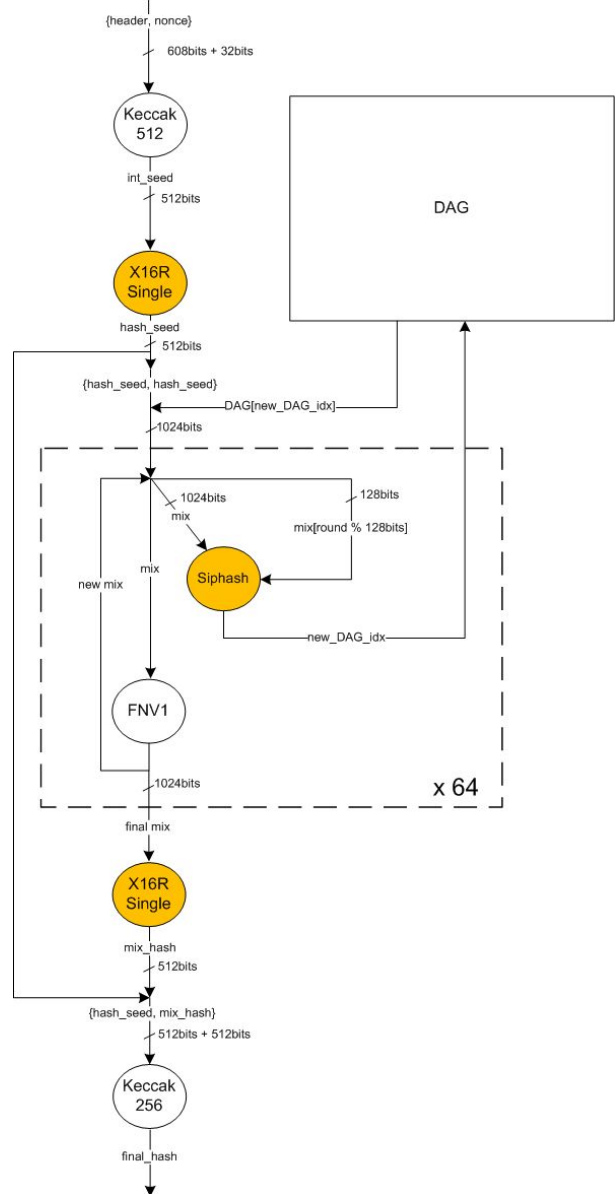 {header, nonce}
608bits + 32bits
Keccak
512
int_seed
512bits
DAG
X16R
Single
hash_seed
512bits
{hash_seed, hash_seed}
DAG[new_DAG_idx]
1024bits
1024bits
mix
128bits
mix[round % 128bits]
Siphash
mix
new mix
new_DAG_idx
FNV1
1024bits
x 64
final mix
X16R
Single
mix_hash
512bits
{hash_seed, mix_hash}
512bits + 512bits
Keccak
256
final_hash